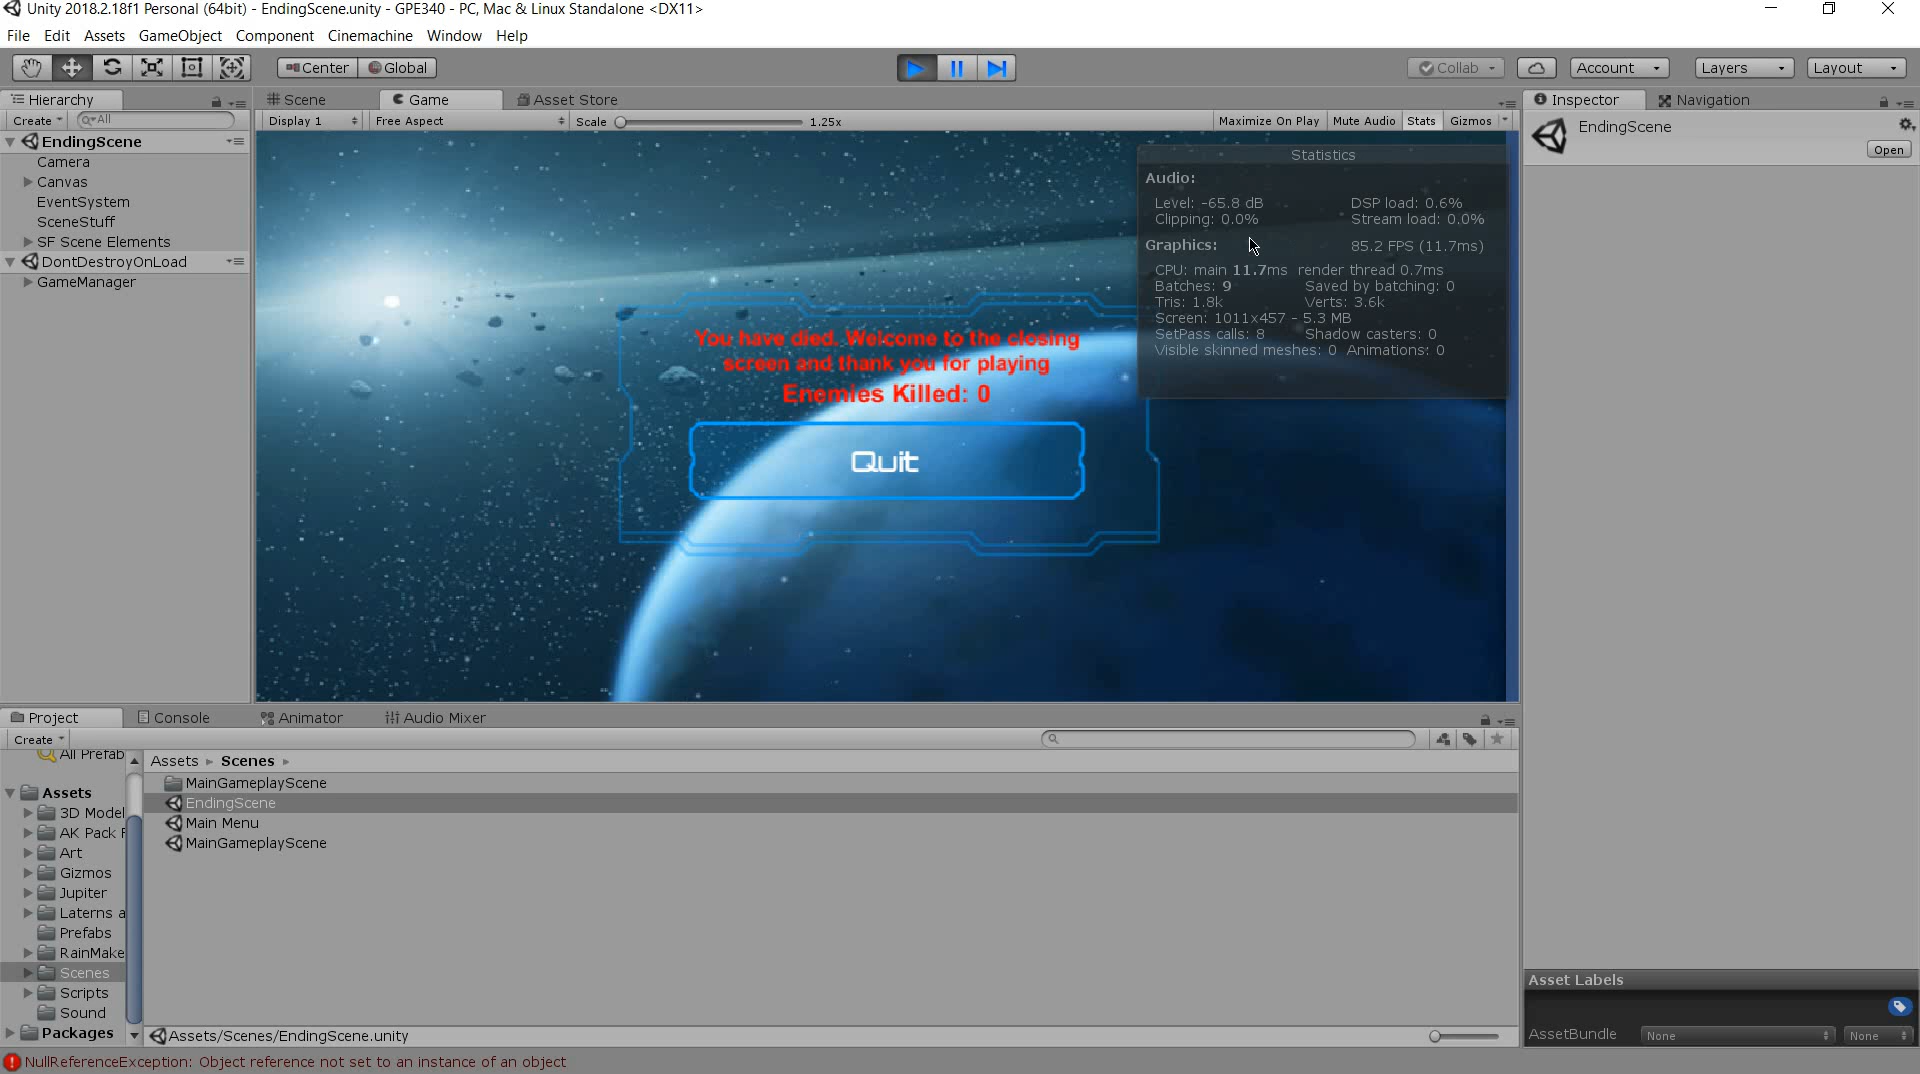 Unity 2018.2.18f1 Personal (64bit) - EndingScene.unity - GPE340 - PC, Mac & Linux Standalone <DX11>
File Edit Assets GameObject Component Cinemachine Window Help
Center Global Collab Account Layers Layout
Hierarchy
Create All
EndingScene
Camera
Canvas
EventSystem
SceneStuff
SF Scene Elements
DontDestroyOnLoad
GameManager
Scene Game Asset Store
Display 1 Free Aspect Scale 1.25x Maximize On Play Mute Audio Stats Gizmos
Statistics
Audio:
Level: -65.8 dB DSP load: 0.6%
Clipping: 0.0% Stream load: 0.0%
Graphics: 85.2 FPS (11.7ms)
CPU: main 11.7ms render thread 0.7ms
Batches: 9 Saved by batching: 0
Tris: 1.8k Verts: 3.6k
Screen: 1011x457 - 5.3 MB
SetPass calls: 8 Shadow casters: 0
Visible skinned meshes: 0 Animations: 0
You have died. Welcome to the closing
screen and thank you for playing
Enemies Killed: 0
Quit
Inspector Navigation
EndingScene
Open
Project Console Animator Audio Mixer
Create
All Prefab
Assets
3D Model
AK Pack F
Art
Gizmos
Jupiter
Laterns a
Prefabs
RainMake
Scenes
Scripts
Sound
Packages
Assets Scenes
MainGameplayScene
EndingScene
Main Menu
MainGameplayScene
Assets/Scenes/EndingScene.unity
Asset Labels
AssetBundle None None
NullReferenceException: Object reference not set to an instance of an object